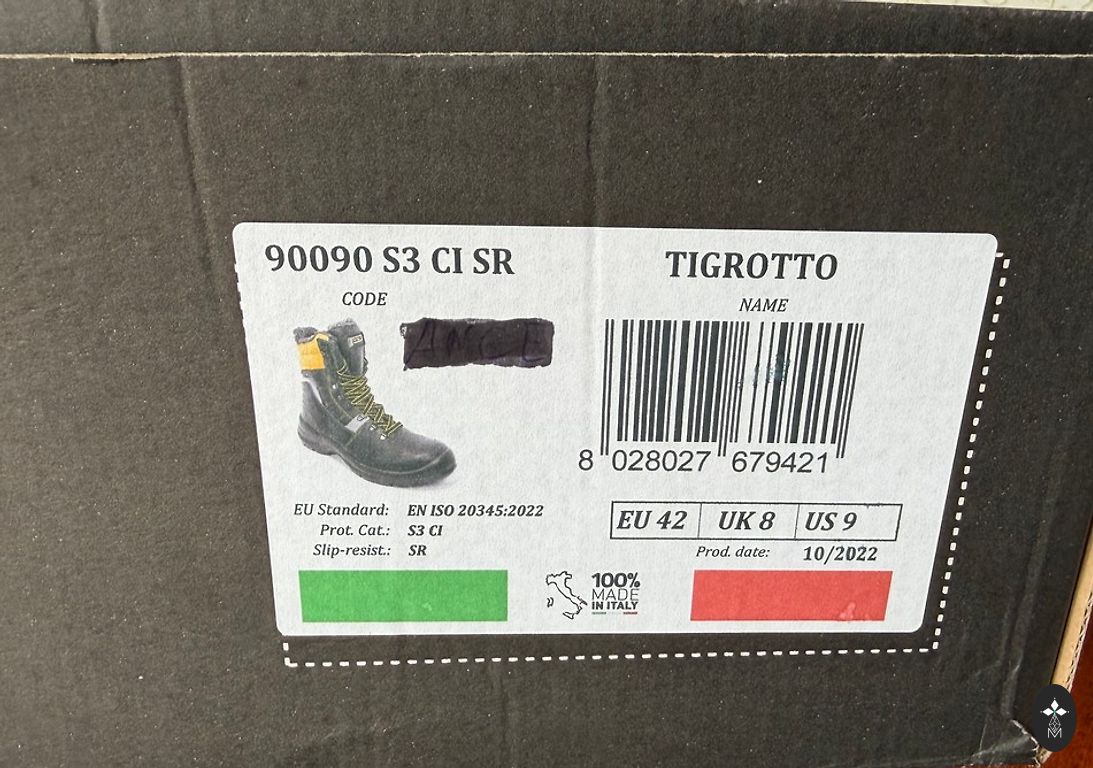 90090 S3 CI SR
CODE
TIGROTTO
NAME
8 028027 679421
EU Standard: EN ISO 20345:2022
Prot. Cat.: S3 CI
Slip-resist.: SR
EU 42 UK 8 US 9
Prod. date: 10/2022
100%
MADE
IN ITALY
M